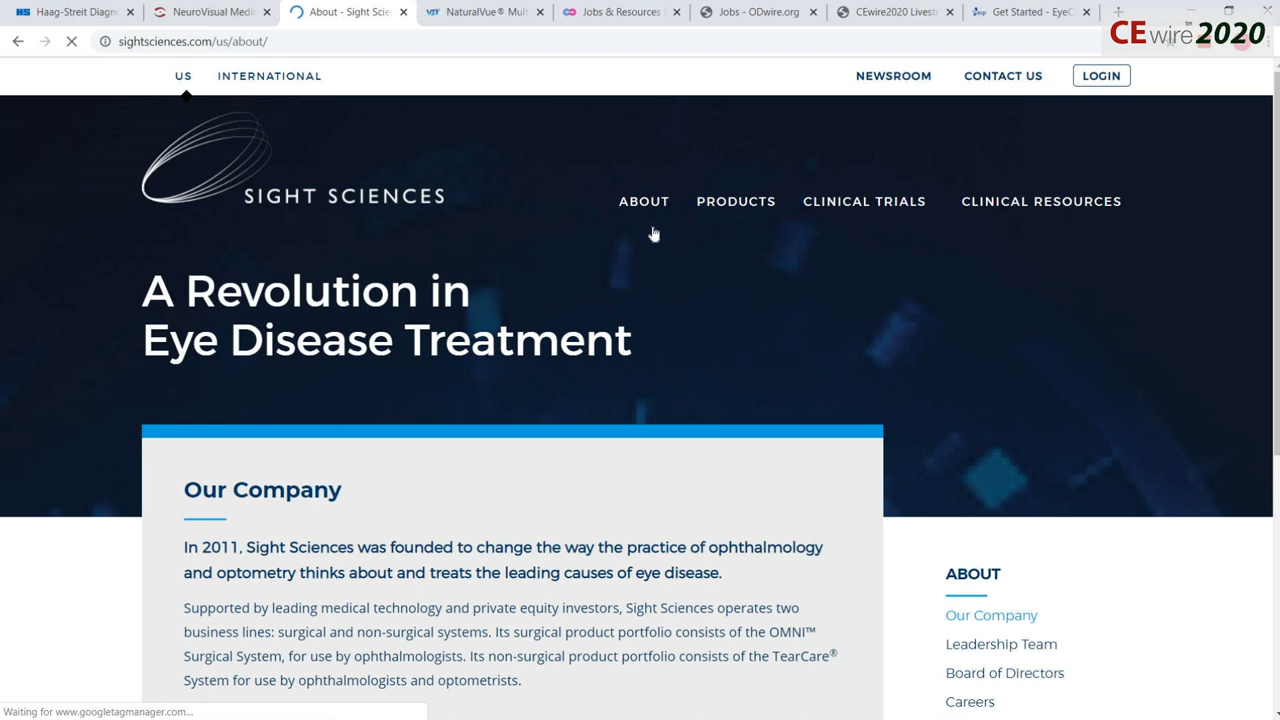 Haag-Streit Diagn
NeuroVisual Medi
About - Sight Scie
NaturalVue® Mult
Jobs & Resources
Jobs - ODwire.org
CEwire2020 Livest
Get Started - EyeC
sightsciences.com/us/about/
CEwire™2020
US
INTERNATIONAL
NEWSROOM
CONTACT US
LOGIN
SIGHT SCIENCES
ABOUT
PRODUCTS
CLINICAL TRIALS
CLINICAL RESOURCES
A Revolution in
Eye Disease Treatment
Our Company
In 2011, Sight Sciences was founded to change the way the practice of ophthalmology
and optometry thinks about and treats the leading causes of eye disease.
Supported by leading medical technology and private equity investors, Sight Sciences operates two
business lines: surgical and non-surgical systems. Its surgical product portfolio consists of the OMNI™
Surgical System, for use by ophthalmologists. Its non-surgical product portfolio consists of the TearCare®
System for use by ophthalmologists and optometrists.
ABOUT
Our Company
Leadership Team
Board of Directors
Careers
Waiting for www.googletagmanager.com...